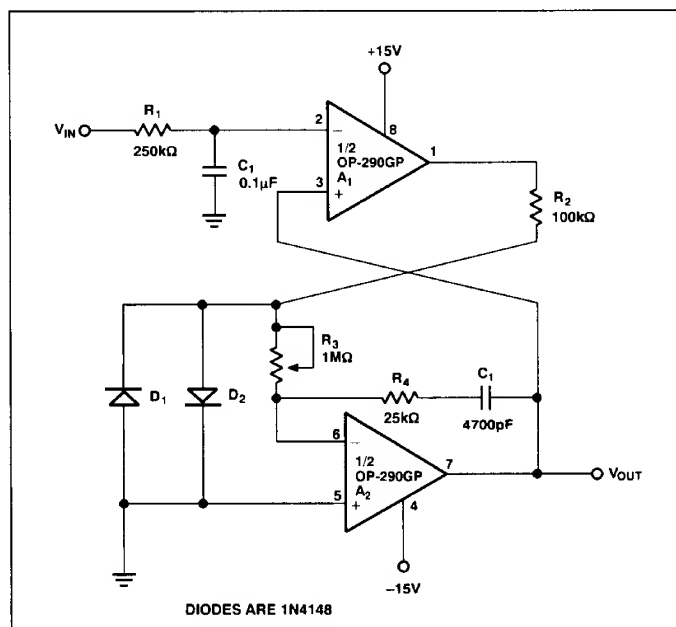 +15V
R1
VIN
250kΩ
C1
0.1μF
2
−
8
1/2
OP-290GP
A1
3
+
1
R2
100kΩ
R3
1MΩ
D1
D2
R4
25kΩ
C1
4700pF
6
−
1/2
OP-290GP
A2
5
+
7
4
VOUT
−15V
DIODES ARE 1N4148